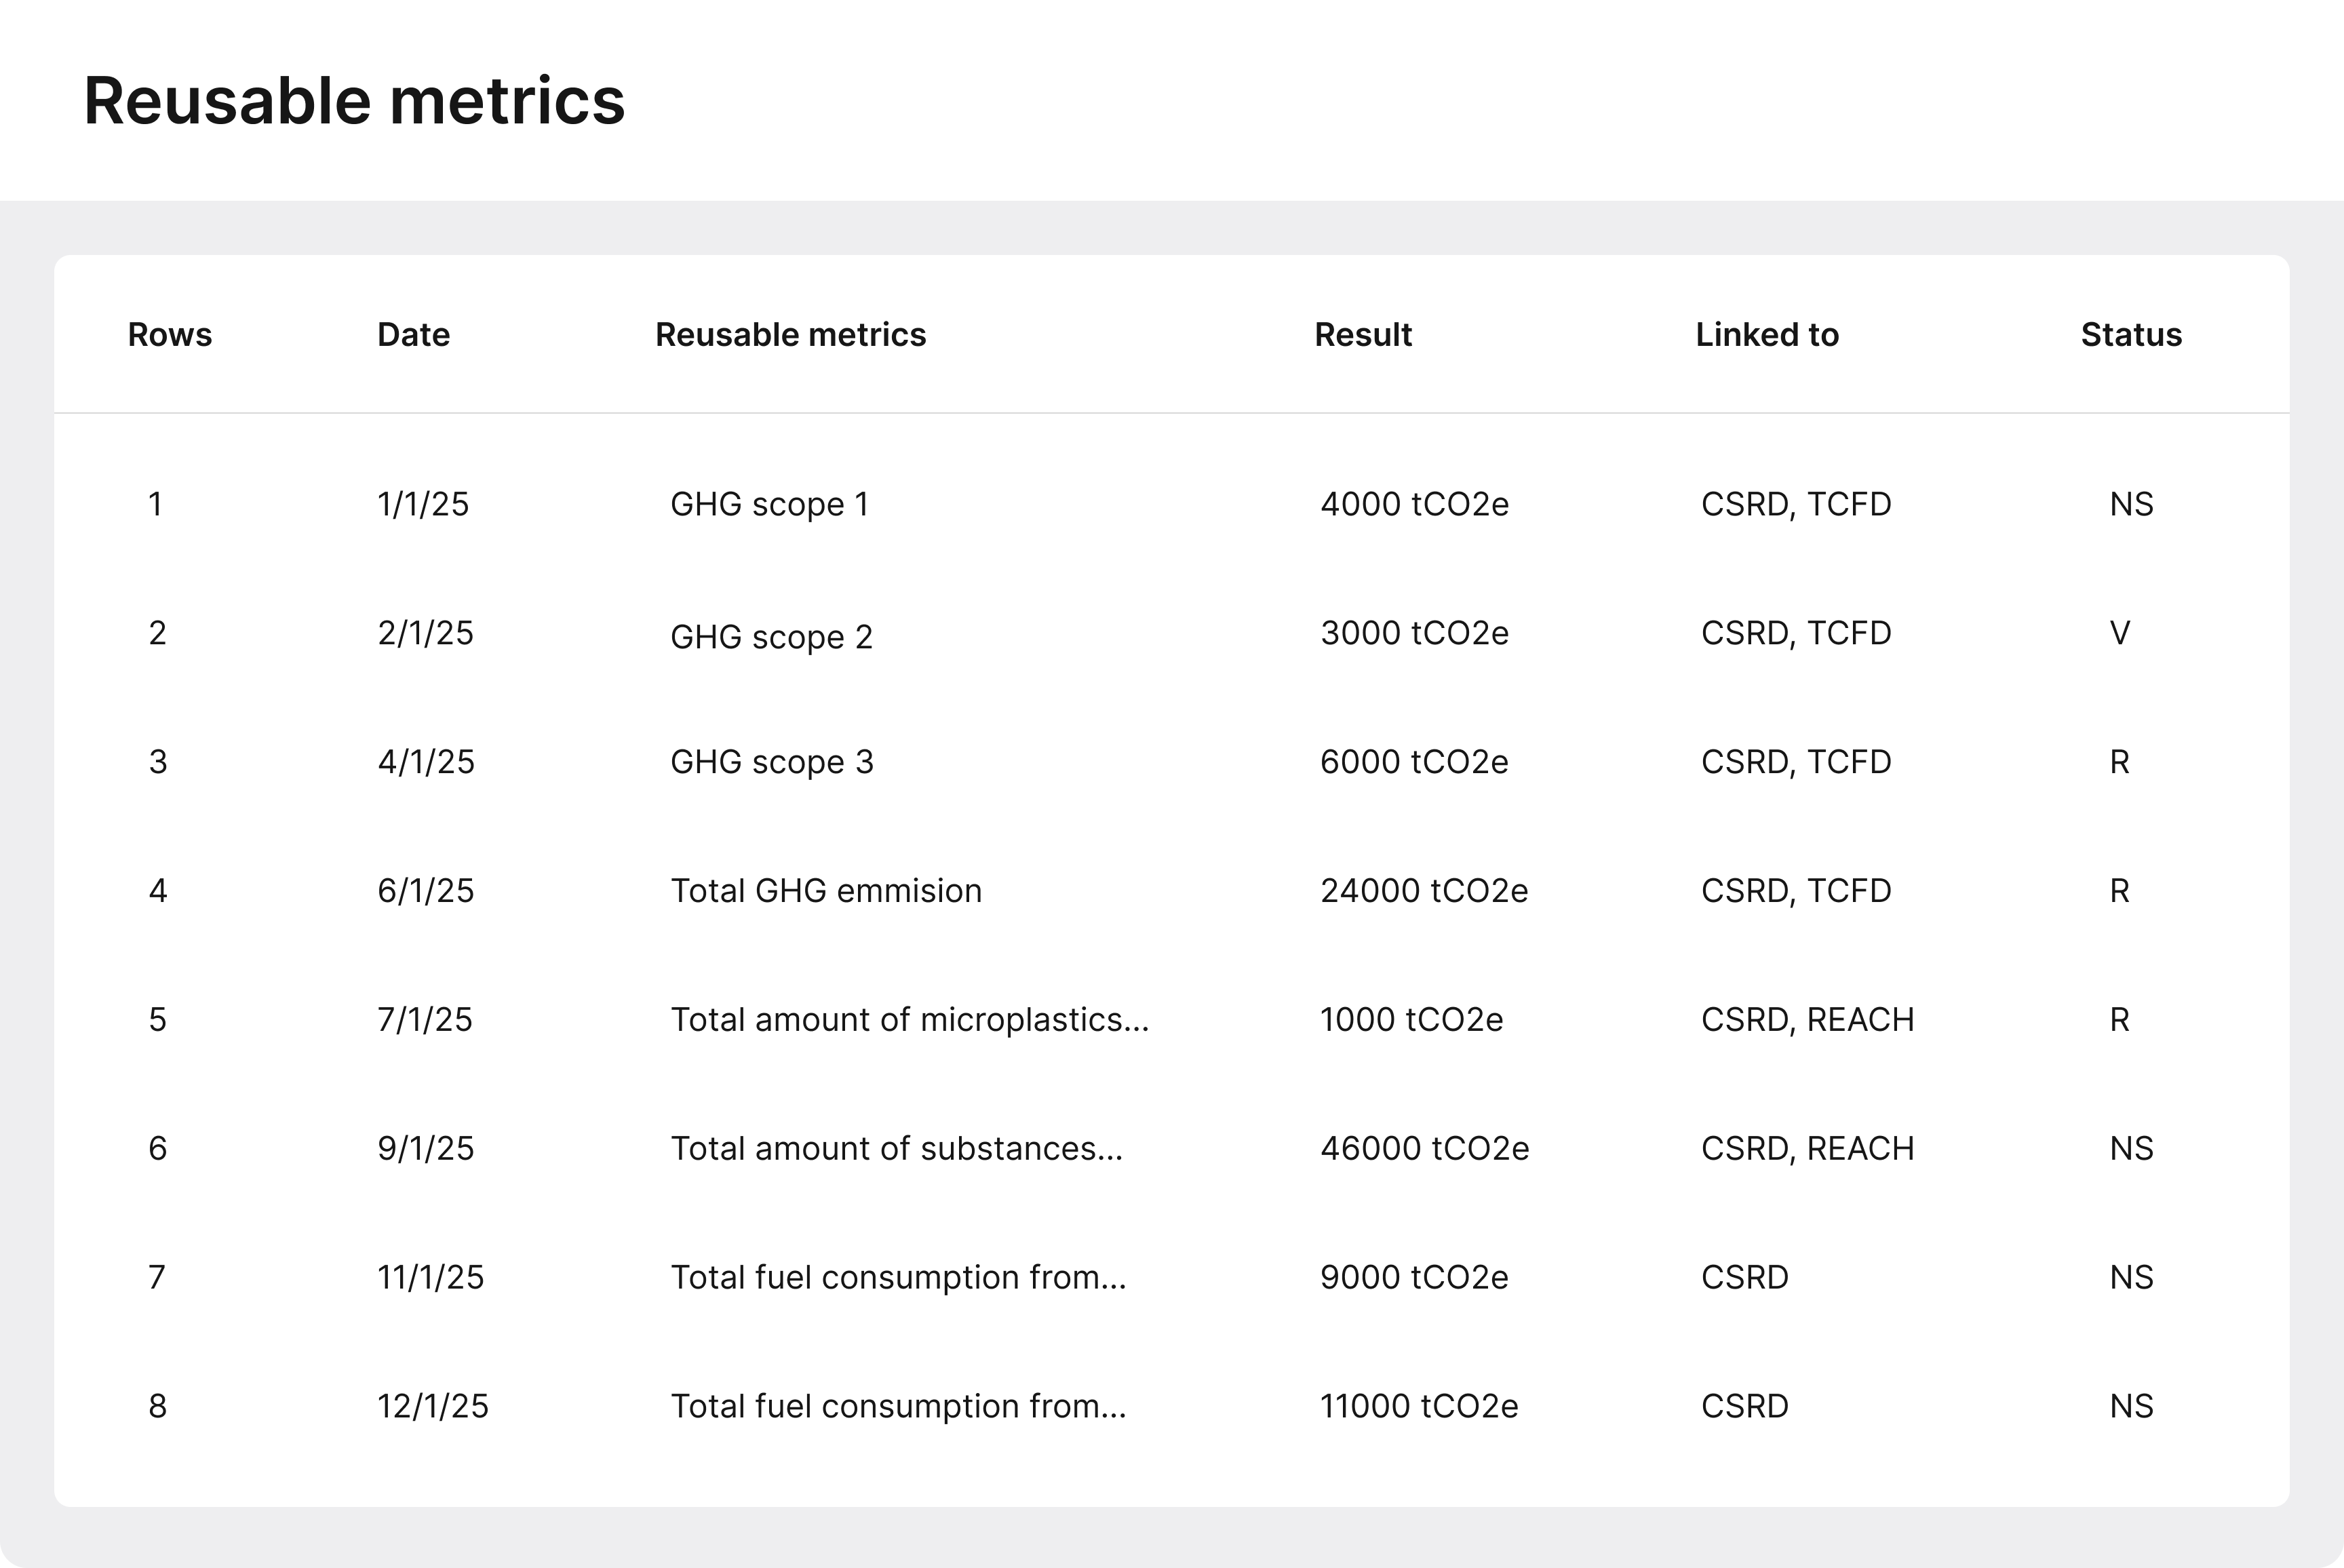 Reusable metrics
Rows Date Reusable metrics Result Linked to Status
1 1/1/25 GHG scope 1 4000 tCO2e CSRD, TCFD NS
2 2/1/25 GHG scope 2 3000 tCO2e CSRD, TCFD V
3 4/1/25 GHG scope 3 6000 tCO2e CSRD, TCFD R
4 6/1/25 Total GHG emmision 24000 tCO2e CSRD, TCFD R
5 7/1/25 Total amount of microplastics... 1000 tCO2e CSRD, REACH R
6 9/1/25 Total amount of substances... 46000 tCO2e CSRD, REACH NS
7 11/1/25 Total fuel consumption from... 9000 tCO2e CSRD NS
8 12/1/25 Total fuel consumption from... 11000 tCO2e CSRD NS